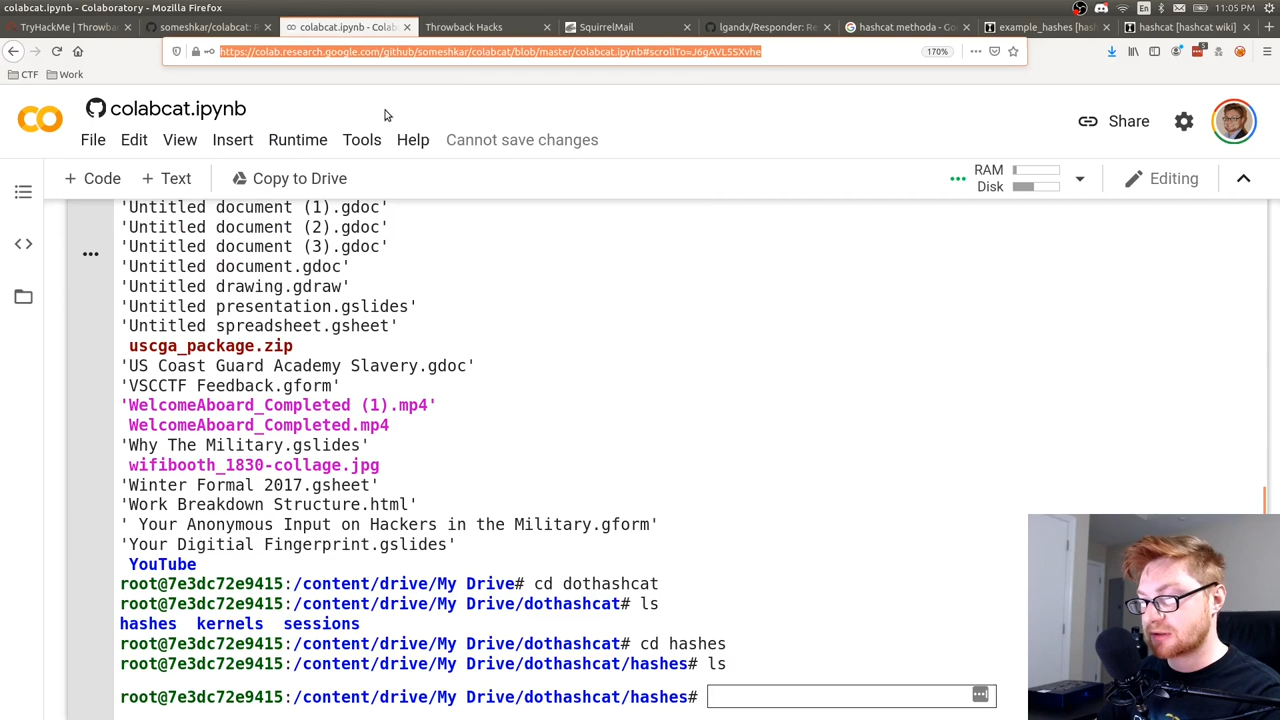 colabcat.ipynb - Colaboratory - Mozilla Firefox
11:05 PM
TryHackMe | Throwba
someshkar/colabcat: R
colabcat.ipynb - Colab
Throwback Hacks
SquirrelMail
lgandx/Responder: Re
hashcat methoda - Go
example_hashes [hash
hashcat [hashcat wiki]
https://colab.research.google.com/github/someshkar/colabcat/blob/master/colabcat.ipynb#scrollTo=J6gAVL5SXvhe
170%
CTF Work
colabcat.ipynb
Share
File Edit View Insert Runtime Tools Help Cannot save changes
+ Code + Text Copy to Drive
RAM
Disk
Editing
'Untitled document (1).gdoc'
'Untitled document (2).gdoc'
'Untitled document (3).gdoc'
'Untitled document.gdoc'
'Untitled drawing.gdraw'
'Untitled presentation.gslides'
'Untitled spreadsheet.gsheet'
uscga_package.zip
'US Coast Guard Academy Slavery.gdoc'
'VSCCTF Feedback.gform'
'WelcomeAboard_Completed (1).mp4'
WelcomeAboard_Completed.mp4
'Why The Military.gslides'
wifibooth_1830-collage.jpg
'Winter Formal 2017.gsheet'
'Work Breakdown Structure.html'
' Your Anonymous Input on Hackers in the Military.gform'
'Your Digitial Fingerprint.gslides'
YouTube
root@7e3dc72e9415:/content/drive/My Drive# cd dothashcat
root@7e3dc72e9415:/content/drive/My Drive/dothashcat# ls
hashes kernels sessions
root@7e3dc72e9415:/content/drive/My Drive/dothashcat# cd hashes
root@7e3dc72e9415:/content/drive/My Drive/dothashcat/hashes# ls
root@7e3dc72e9415:/content/drive/My Drive/dothashcat/hashes#